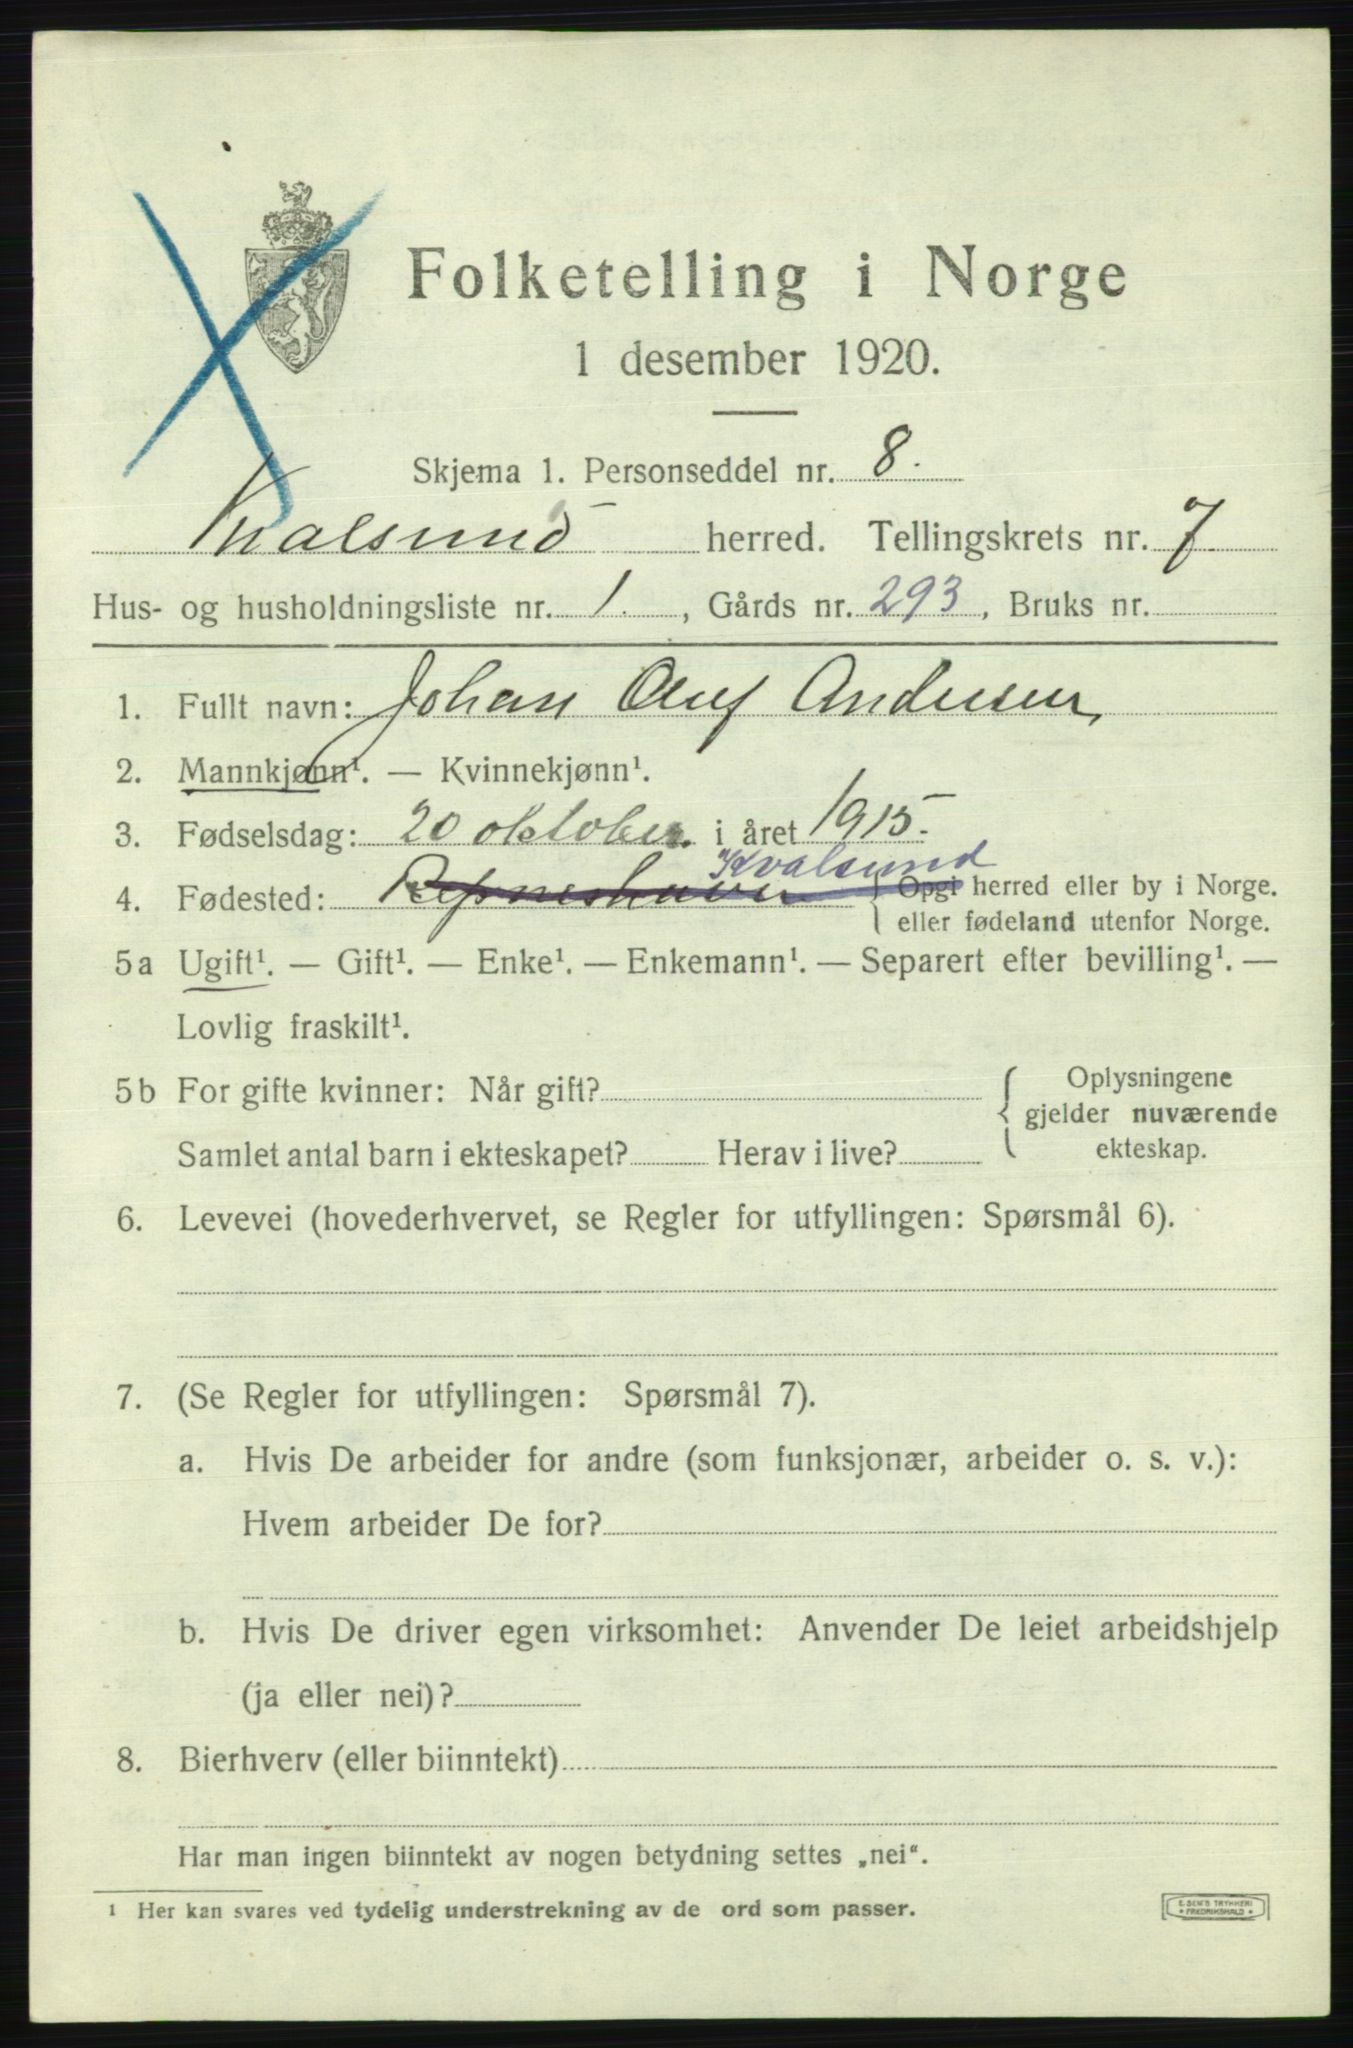 Folketelling i Norge
1 desember 1920.
Skjema 1. Personseddel nr. 8.
Kvalsund herred. Tellingskrets nr. 7
Hus- og husholdningsliste nr. 1. , Gårds nr. 293, Bruks nr.
1. Fullt navn: Johan Oluf Andersen
2. Mannkjønn¹. — Kvinnekjønn¹.
3. Fødselsdag: 20 oktober. i året 1915.
Kvalsund
4. Fødested: Opgi herred eller by i Norge.
eller fødeland utenfor Norge.
5a Ugift¹. — Gift¹. — Enke¹. — Enkemann¹. — Separert efter bevilling¹. —
Lovlig fraskilt¹.
5b For gifte kvinner: Når gift?
Samlet antal barn i ekteskapet? Herav i live?
Oplysningene
gjelder nuværende
ekteskap.
6. Levevei (hovederhvervet, se Regler for utfyllingen: Spørsmål 6).
7. (Se Regler for utfyllingen: Spørsmål 7).
a. Hvis De arbeider for andre (som funksjonær, arbeider o. s. v.):
Hvem arbeider De for?
b. Hvis De driver egen virksomhet: Anvender De leiet arbeidshjelp
(ja eller nei)?
8. Bierhverv (eller biinntekt)
Har man ingen biinntekt av nogen betydning settes „nei“.
¹ Her kan svares ved tydelig understrekning av de ord som passer.
E. SEM'S TRYKKERI
FREDRIKSHALD